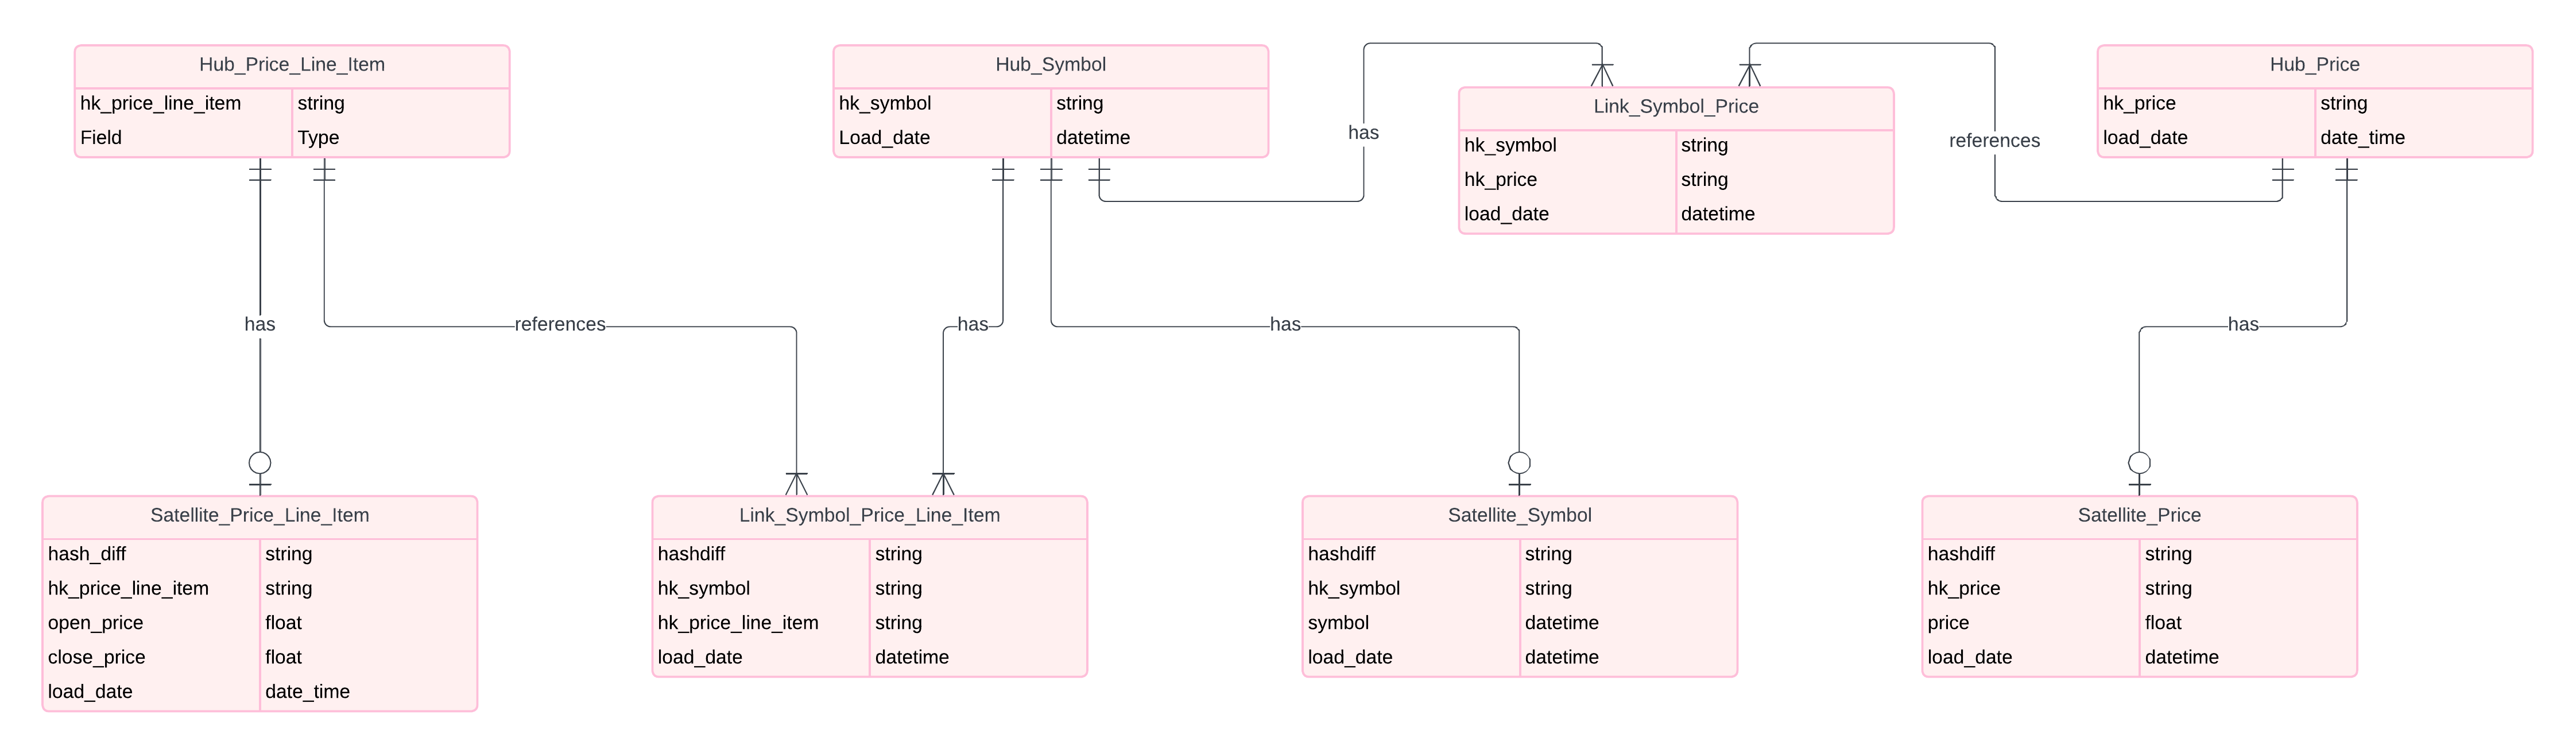 Hub_Price_Line_Item
hk_price_line_item string
Field Type
Hub_Symbol
hk_symbol string
Load_date datetime
has
Link_Symbol_Price
hk_symbol string
hk_price string
load_date datetime
references
Hub_Price
hk_price string
load_date date_time
has
references
has
has
has
Satellite_Price_Line_Item
hash_diff string
hk_price_line_item string
open_price float
close_price float
load_date date_time
Link_Symbol_Price_Line_Item
hashdiff string
hk_symbol string
hk_price_line_item string
load_date datetime
Satellite_Symbol
hashdiff string
hk_symbol string
symbol datetime
load_date datetime
Satellite_Price
hashdiff string
hk_price string
price float
load_date datetime